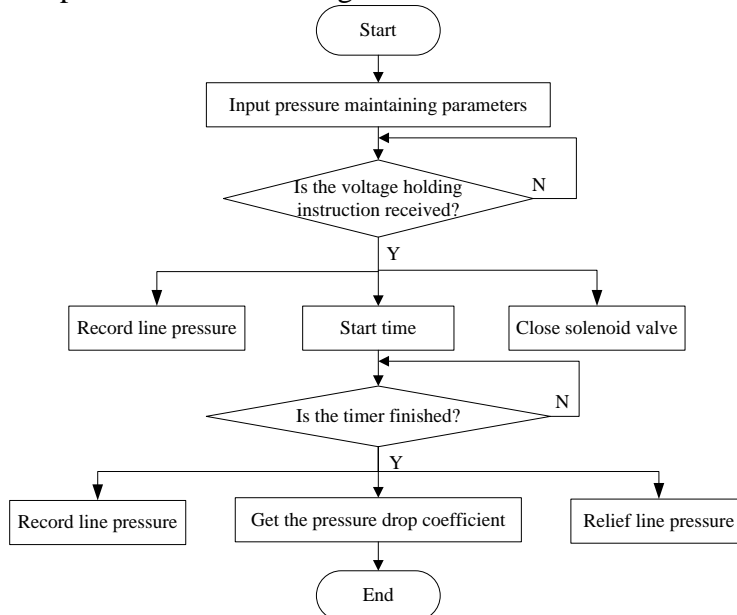 Start
Input pressure maintaining parameters
Is the voltage holding
instruction received?
N
Y
Record line pressure
Start time
Close solenoid valve
Is the timer finished?
N
Y
Record line pressure
Get the pressure drop coefficient
Relief line pressure
End